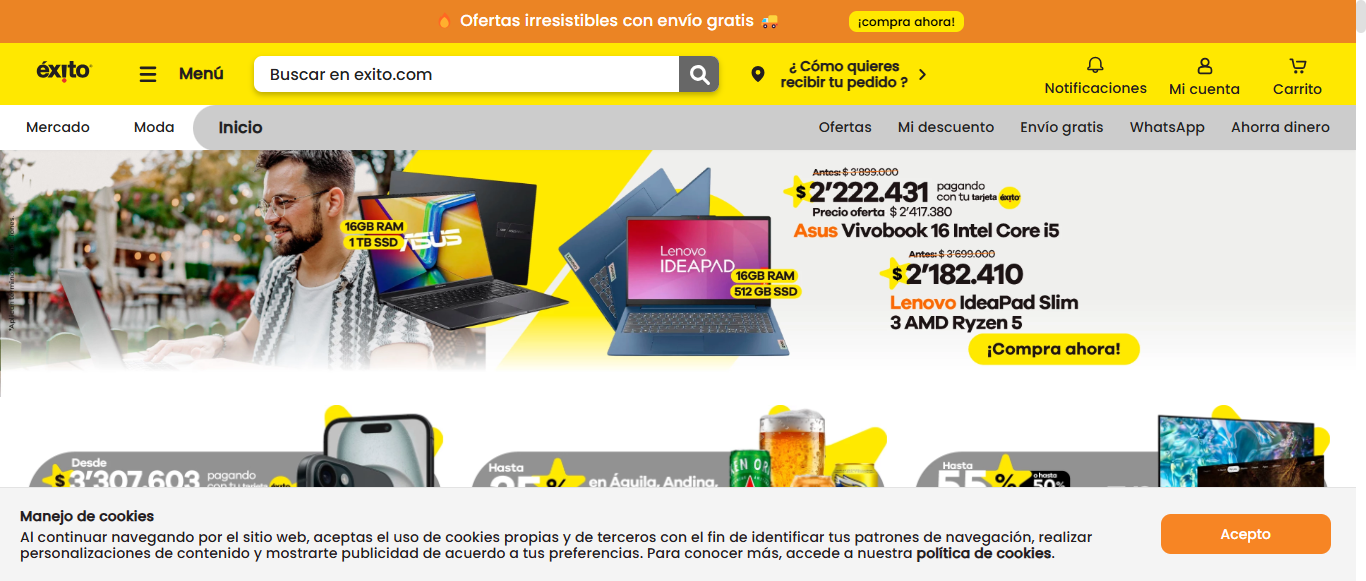 Ofertas irresistibles con envío gratis
¡compra ahora!
éxito
Menú
Buscar en exito.com
¿ Cómo quieres
recibir tu pedido ?
Notificaciones
Mi cuenta
Carrito
Mercado
Moda
Inicio
Ofertas
Mi descuento
Envío gratis
WhatsApp
Ahorra dinero
16GB RAM
1 TB SSD
ASUS
Lenovo
IDEAPAD
16GB RAM
512 GB SSD
Antes: $ 3'899.000
$ 2'222.431 pagando
con tu tarjeta éxito
Precio oferta $ 2'417.380
Asus Vivobook 16 Intel Core i5
Antes: $ 3'699.000
$ 2'182.410
Lenovo IdeaPad Slim
3 AMD Ryzen 5
¡Compra ahora!
Desde
$ 3'307.603 pagando
con tu tarjeta éxito
Hasta
% en Águila, Andina,
Hasta
55% o hasta
50%
Manejo de cookies
Al continuar navegando por el sitio web, aceptas el uso de cookies propias y de terceros con el fin de identificar tus patrones de navegación, realizar
personalizaciones de contenido y mostrarte publicidad de acuerdo a tus preferencias. Para conocer más, accede a nuestra política de cookies.
Acepto